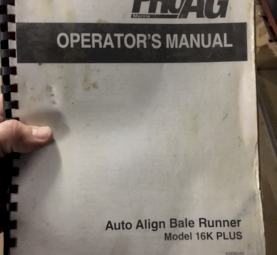 PROAG
OPERATOR'S MANUAL
Auto Align Bale Runner
Model 16K PLUS